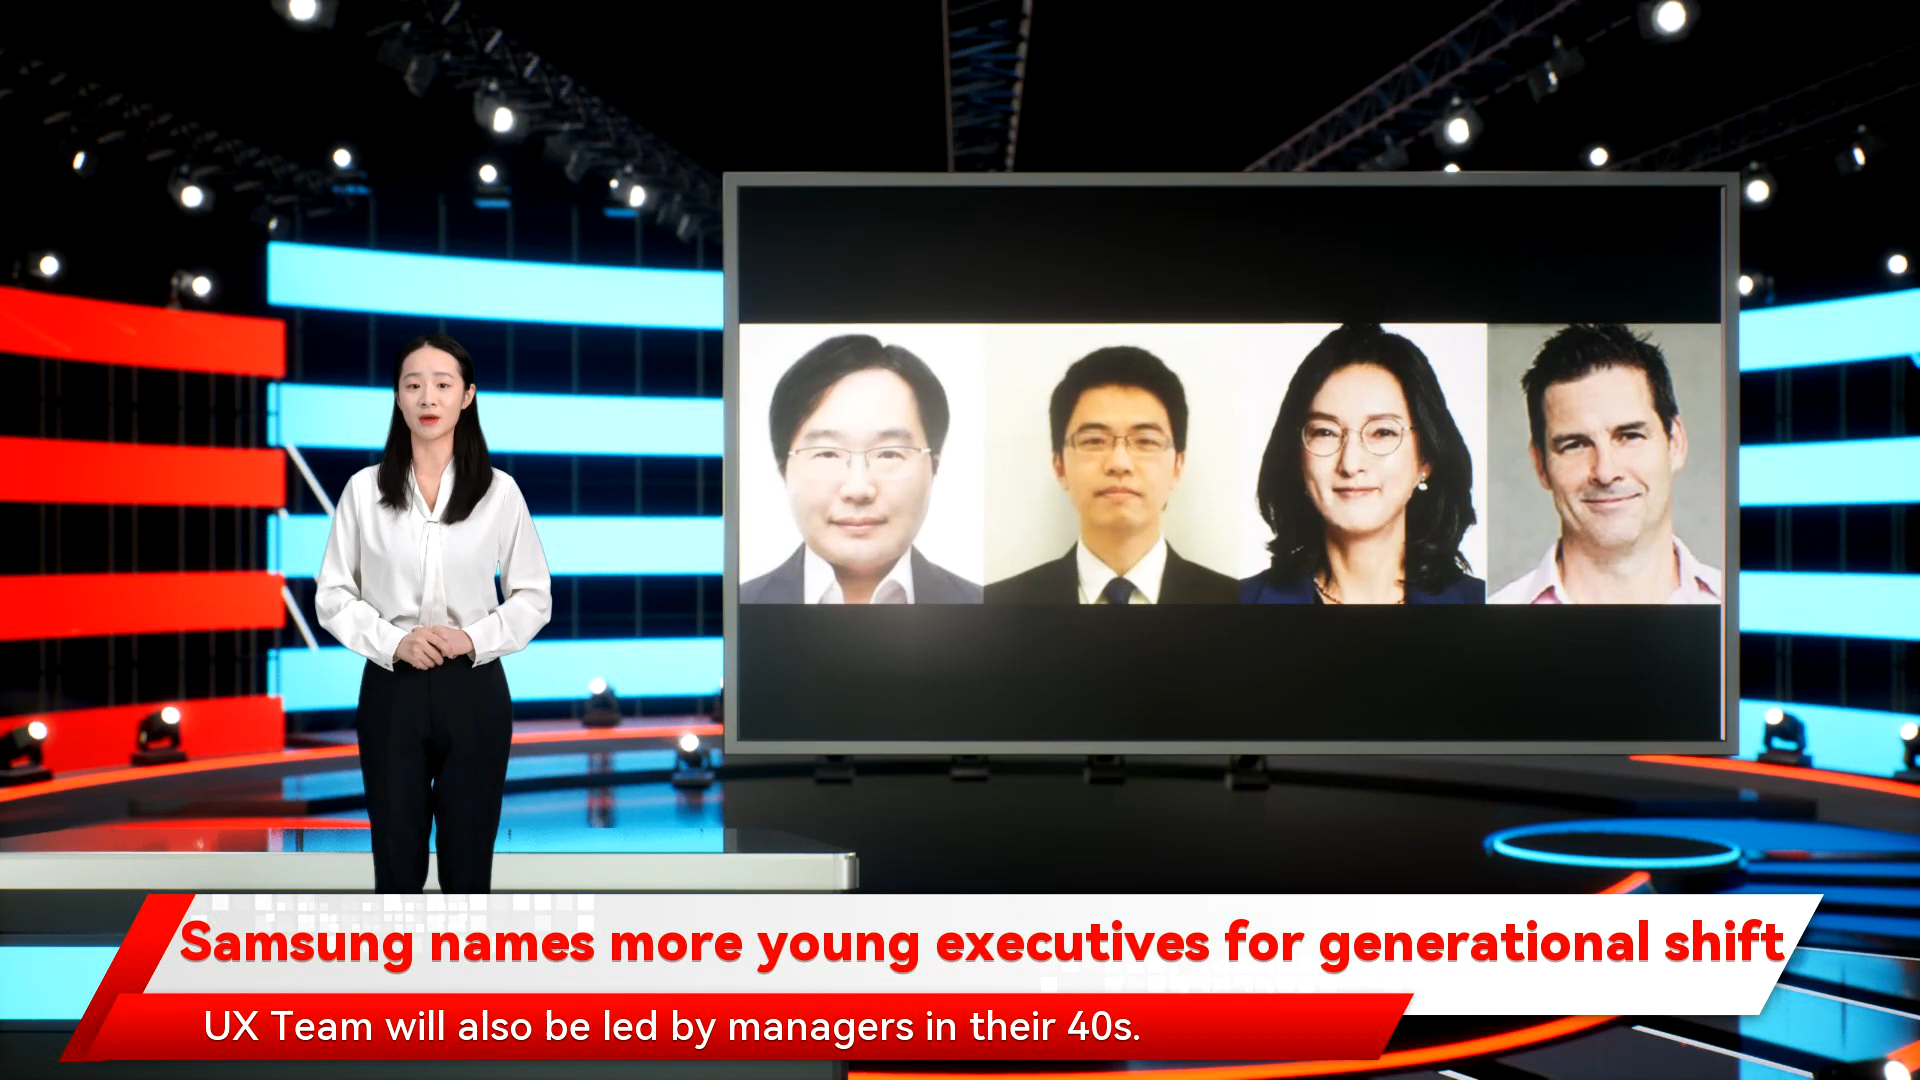 Samsung names more young executives for generational shift
UX Team will also be led by managers in their 40s.